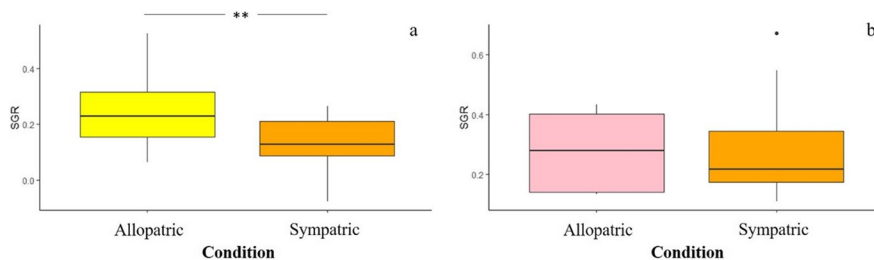 **
a
0.4
0.2
0.0
SGR
Allopatric
Sympatric
Condition
b
0.6
0.4
0.2
SGR
Allopatric
Sympatric
Condition